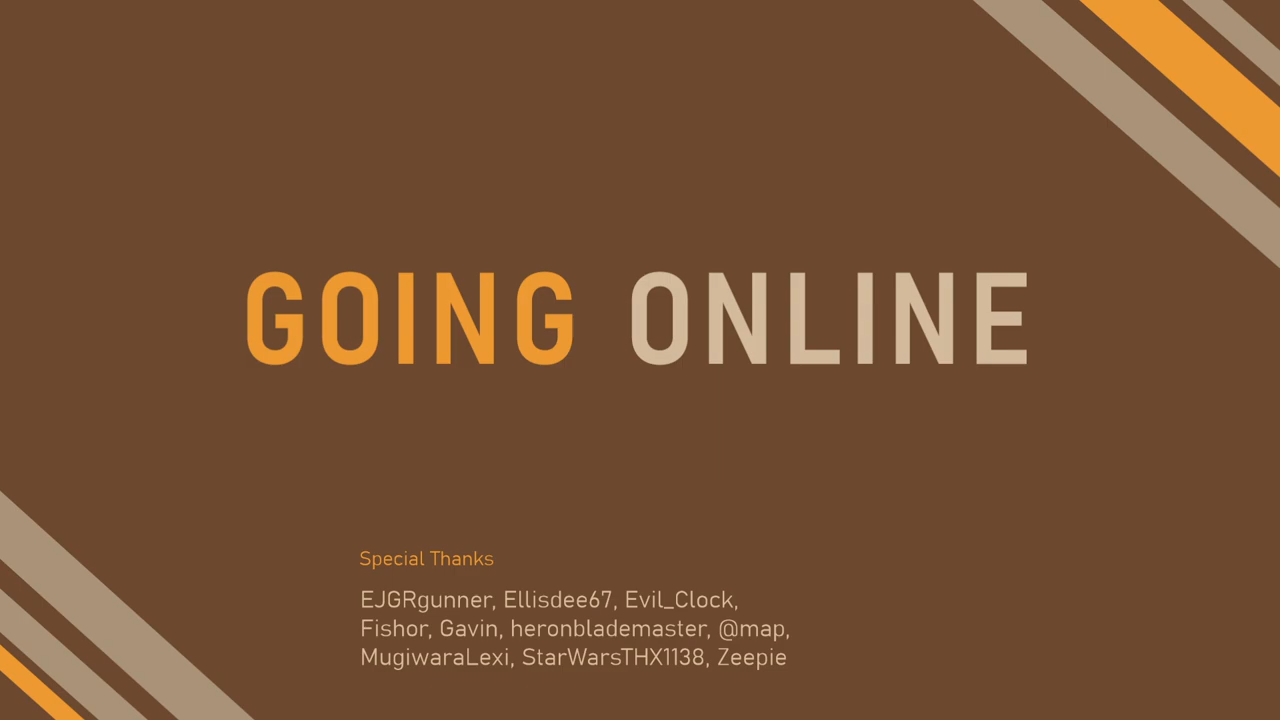 GOING ONLINE
Special Thanks
EJGRgunner, Ellisdee67, Evil_Clock,
Fishor, Gavin, heronblademaster, @map,
MugiwaraLexi, StarWarsTHX1138, Zeepie